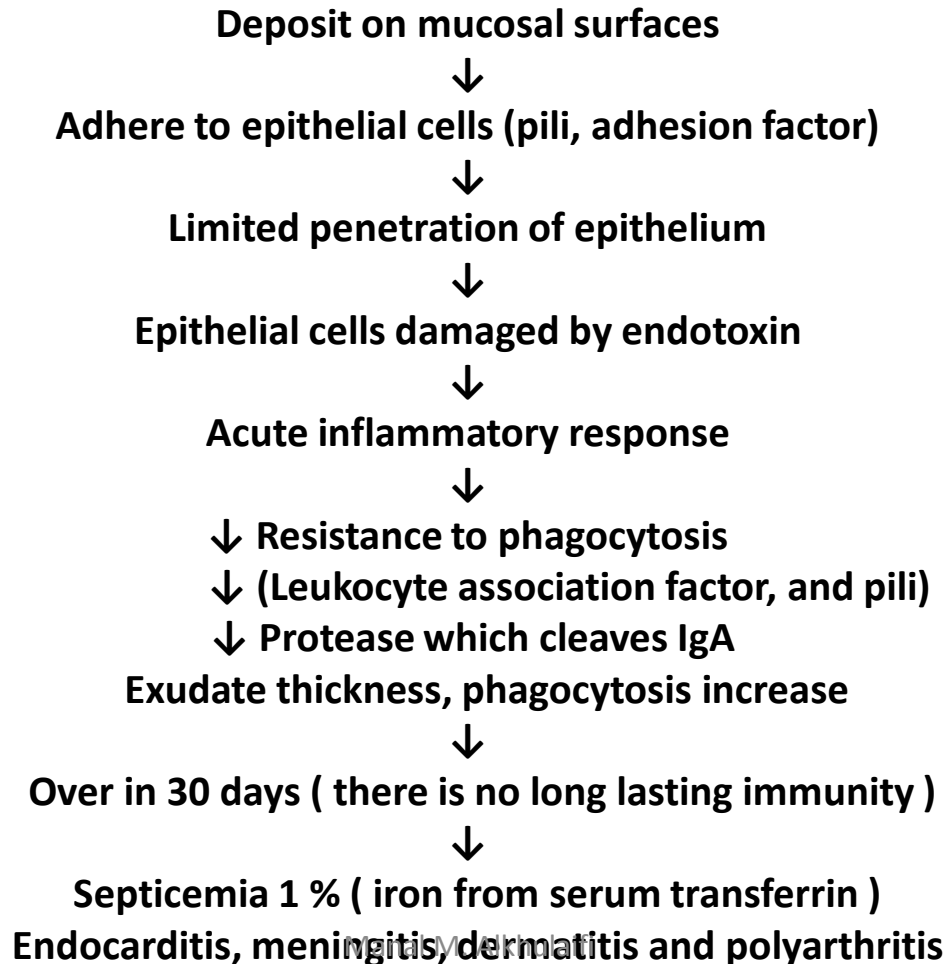 Deposit on mucosal surfaces
↓
Adhere to epithelial cells (pili, adhesion factor)
↓
Limited penetration of epithelium
↓
Epithelial cells damaged by endotoxin
↓
Acute inflammatory response
↓
↓ Resistance to phagocytosis
↓ (Leukocyte association factor, and pili)
↓ Protease which cleaves IgA
Exudate thickness, phagocytosis increase
↓
Over in 30 days ( there is no long lasting immunity )
↓
Septicemia 1 % ( iron from serum transferrin )
Endocarditis, meningitis, dermatitis and polyarthritis
Manal M. Alkhulaifi